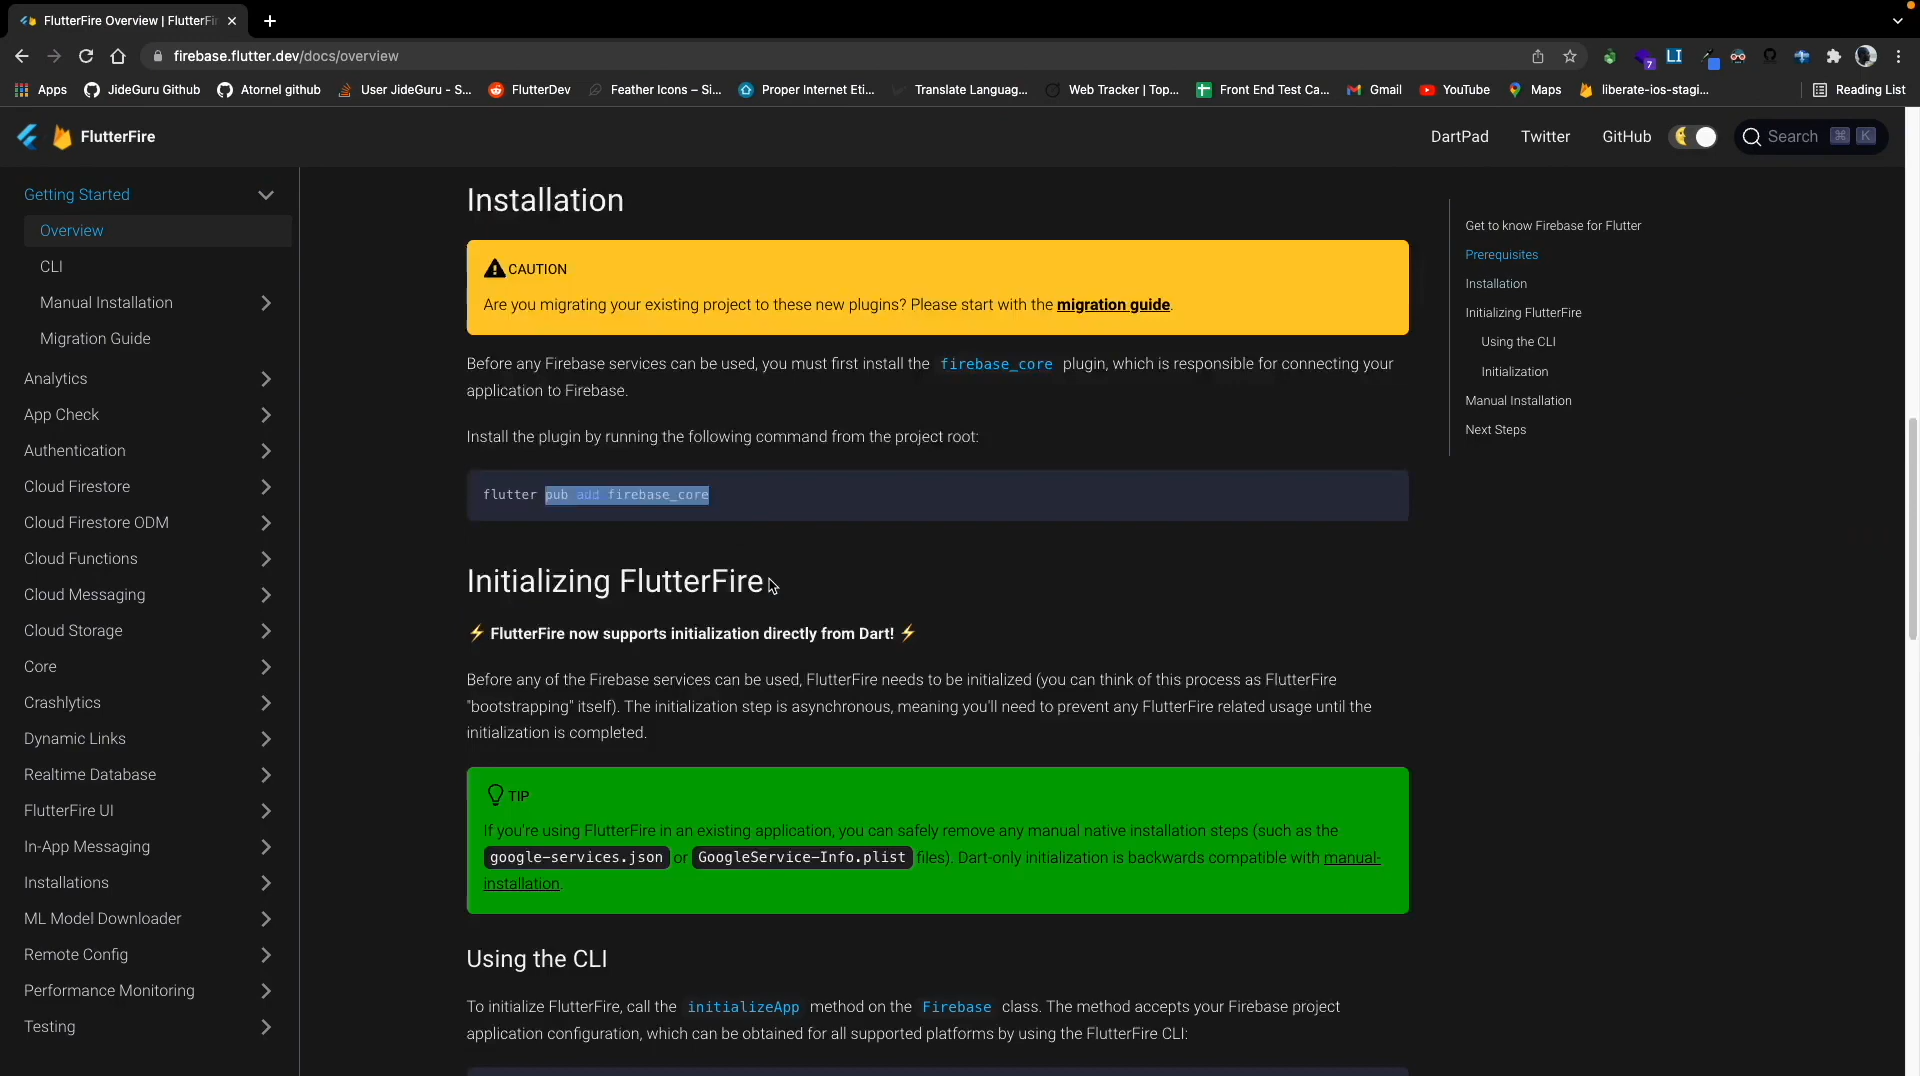 FlutterFire Overview | FlutterFi
firebase.flutter.dev/docs/overview
7
LI
Apps
JideGuru Github
Atornel github
User JideGuru - S...
FlutterDev
Feather Icons – Si...
Proper Internet Eti...
Translate Languag...
Web Tracker | Top...
Front End Test Ca...
Gmail
YouTube
Maps
liberate-ios-stagi...
Reading List
FlutterFire
DartPad
Twitter
GitHub
Search ⌘ K
Getting Started
Overview
CLI
Manual Installation
Migration Guide
Analytics
App Check
Authentication
Cloud Firestore
Cloud Firestore ODM
Cloud Functions
Cloud Messaging
Cloud Storage
Core
Crashlytics
Dynamic Links
Realtime Database
FlutterFire UI
In-App Messaging
Installations
ML Model Downloader
Remote Config
Performance Monitoring
Testing
Installation
CAUTION
Are you migrating your existing project to these new plugins? Please start with the migration guide.
Before any Firebase services can be used, you must first install the firebase_core plugin, which is responsible for connecting your
application to Firebase.
Install the plugin by running the following command from the project root:
flutter pub add firebase_core
Initializing FlutterFire
⚡ FlutterFire now supports initialization directly from Dart! ⚡
Before any of the Firebase services can be used, FlutterFire needs to be initialized (you can think of this process as FlutterFire
"bootstrapping" itself). The initialization step is asynchronous, meaning you'll need to prevent any FlutterFire related usage until the
initialization is completed.
TIP
If you're using FlutterFire in an existing application, you can safely remove any manual native installation steps (such as the
google-services.json or GoogleService-Info.plist files). Dart-only initialization is backwards compatible with manual-
installation.
Using the CLI
To initialize FlutterFire, call the initializeApp method on the Firebase class. The method accepts your Firebase project
application configuration, which can be obtained for all supported platforms by using the FlutterFire CLI:
Get to know Firebase for Flutter
Prerequisites
Installation
Initializing FlutterFire
Using the CLI
Initialization
Manual Installation
Next Steps